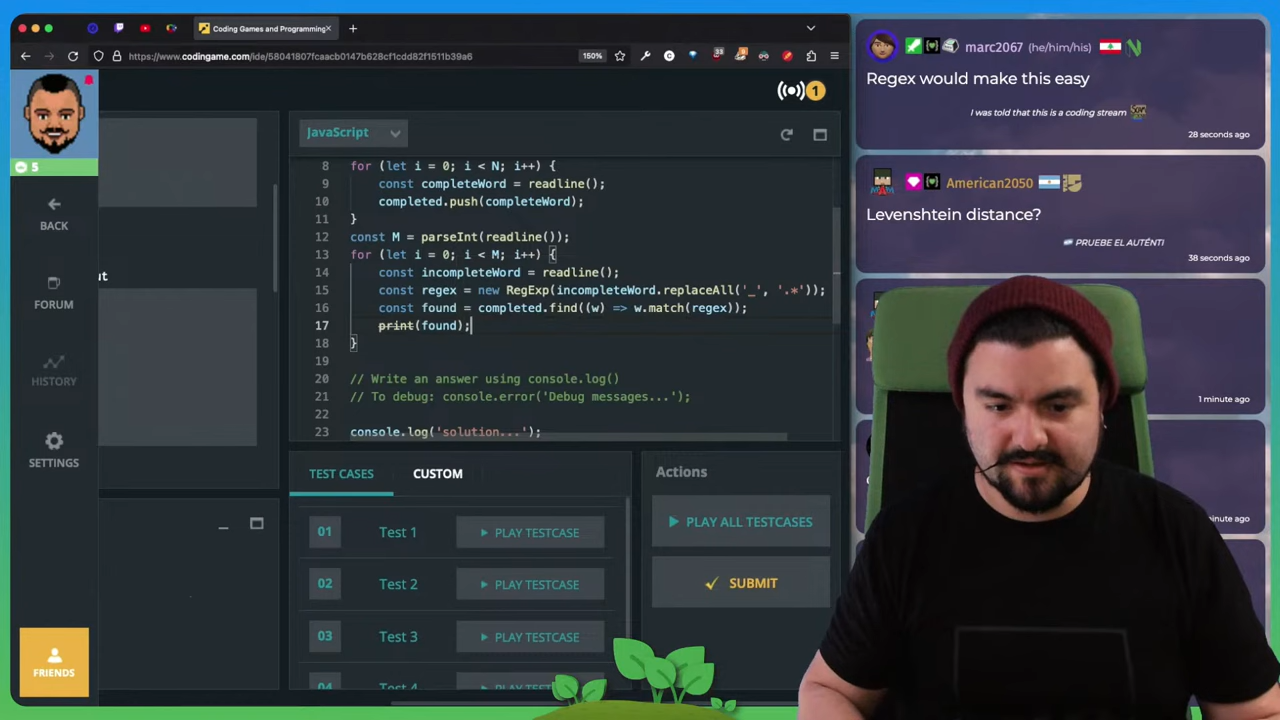 Coding Games and Programming
https://www.codingame.com/ide/58041807fcaacb0147b628cf1cdd82f1511b39a6
150%
33
1
5
BACK
FORUM
HISTORY
SETTINGS
FRIENDS
ut
JavaScript
8 for (let i = 0; i < N; i++) {
9 const completeWord = readline();
10 completed.push(completeWord);
11 }
12 const M = parseInt(readline());
13 for (let i = 0; i < M; i++) {
14 const incompleteWord = readline();
15 const regex = new RegExp(incompleteWord.replaceAll('_', '.*'));
16 const found = completed.find((w) => w.match(regex));
17 print(found);
18 }
19
20 // Write an answer using console.log()
21 // To debug: console.error('Debug messages...');
22
23 console.log('solution...');
TEST CASES CUSTOM
01 Test 1 PLAY TESTCASE
02 Test 2 PLAY TESTCASE
03 Test 3 PLAY TESTCASE
04 Test 4
Actions
PLAY ALL TESTCASES
SUBMIT
marc2067 (he/him/his)
Regex would make this easy
I was told that this is a coding stream
28 seconds ago
American2050
Levenshtein distance?
PRUEBE EL AUTÉNTI
38 seconds ago
1 minute ago